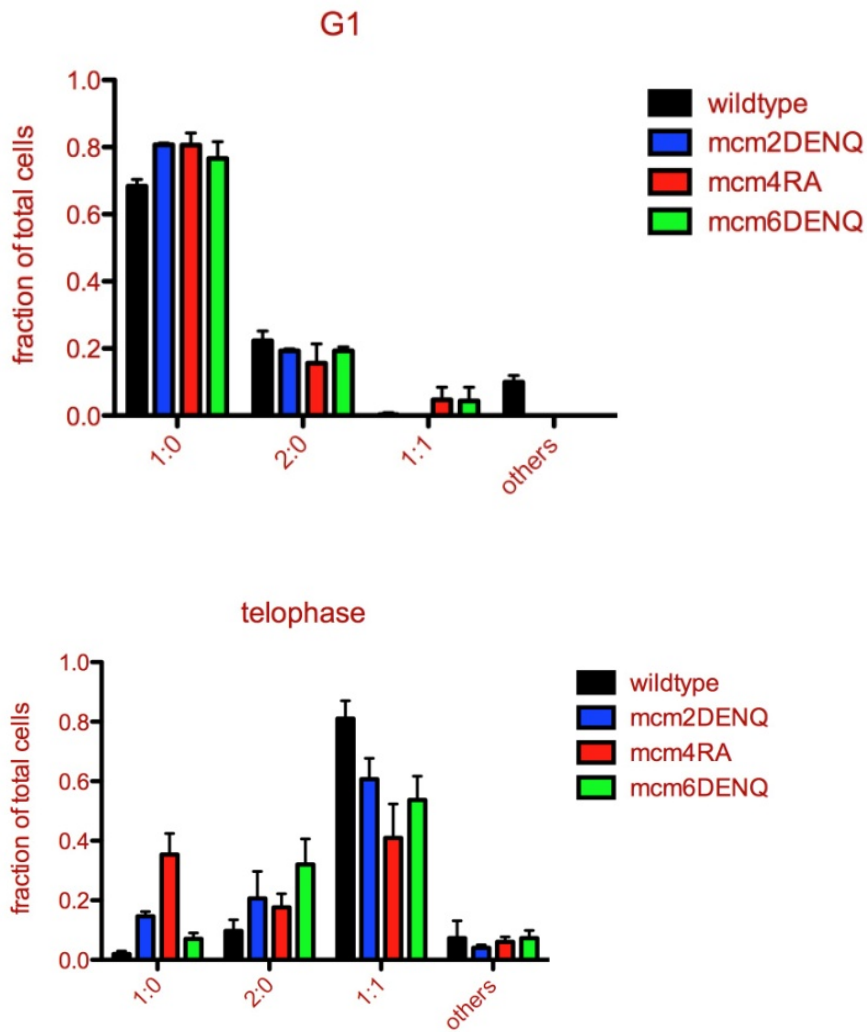 G1
fraction of total cells
1.0
0.8
0.6
0.4
0.2
0.0
1:0
2:0
1:1
others
wildtype
mcm2DENQ
mcm4RA
mcm6DENQ
telophase
fraction of total cells
1.0
0.8
0.6
0.4
0.2
0.0
1:0
2:0
1:1
others
wildtype
mcm2DENQ
mcm4RA
mcm6DENQ